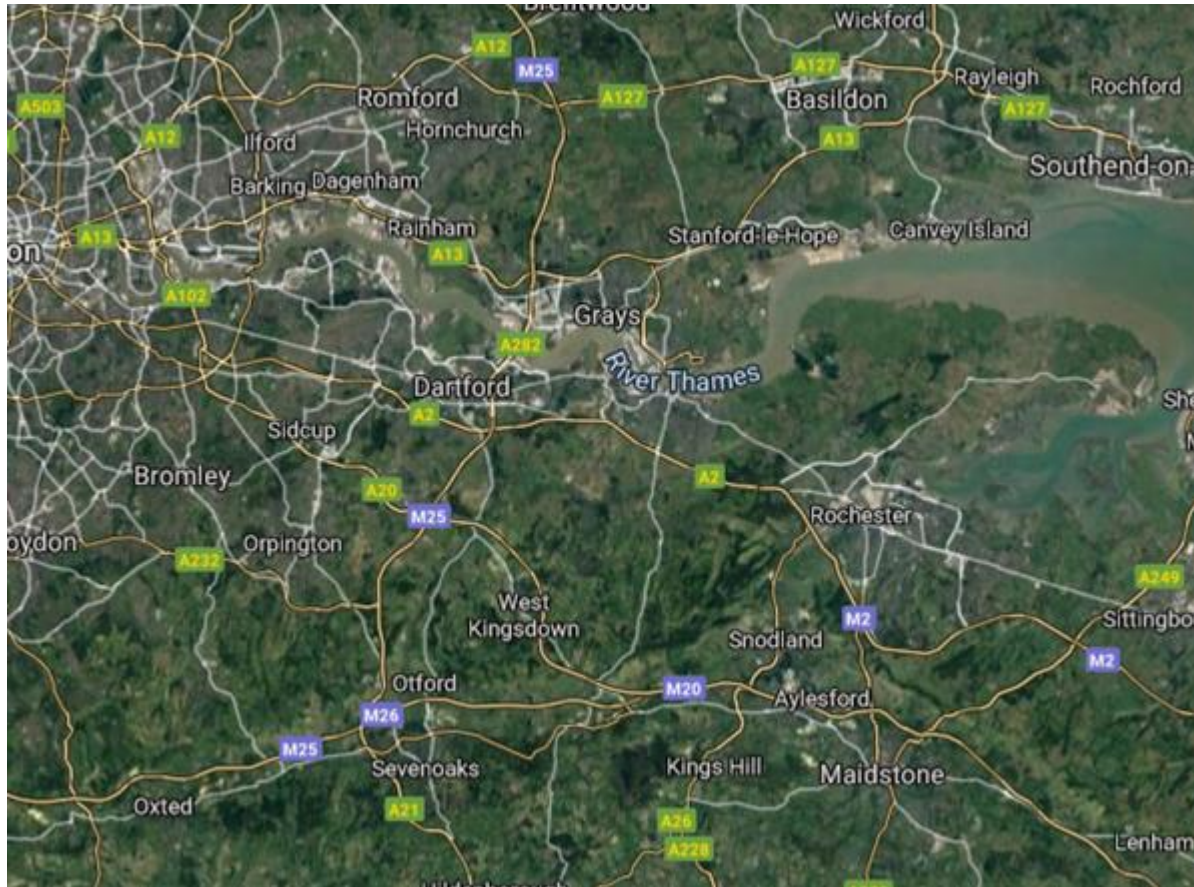 Brentwood
Wickford
A12
M25
A127
Rayleigh
Rochford
A503
Romford
A127
Basildon
A127
A12
Ilford
Hornchurch
A13
Barking
Dagenham
Southend-on-
A13
Rainham
Stanford-le-Hope
Canvey Island
on
A13
A102
Grays
A282
River Thames
Dartford
A2
She
Sidcup
Bromley
A2
A20
M25
Rochester
oydon
A232
Orpington
A249
West
Kingsdown
M2
Sittingbo
Snodland
M2
Otford
M20
Aylesford
M26
M25
Sevenoaks
Kings Hill
Maidstone
Oxted
A21
A26
A228
Lenham